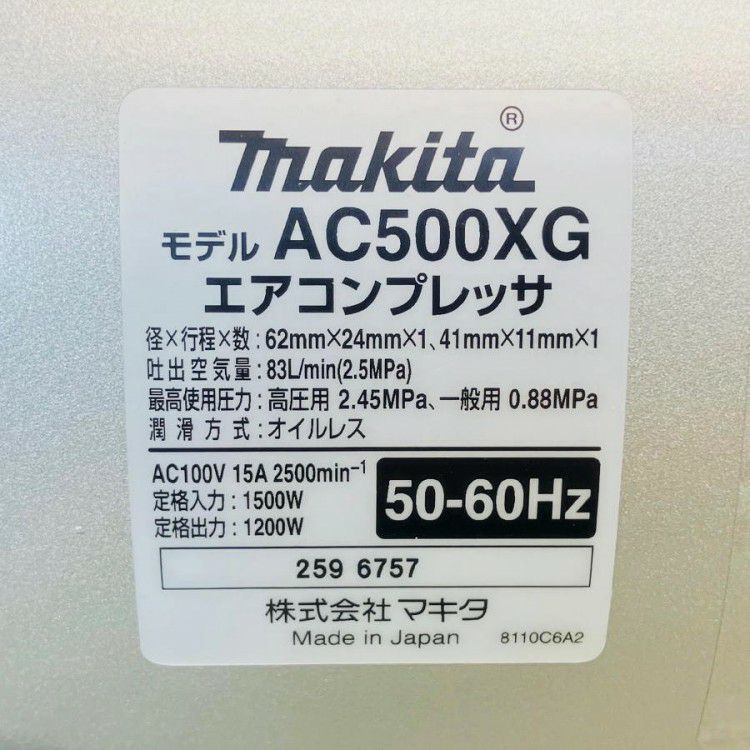 makita®
モデル AC500XG
エアコンプレッサ
径×行程×数:62mm×24mm×1、41mm×11mm×1
吐出空気量:83L/min(2.5MPa)
最高使用圧力:高圧用 2.45MPa、一般用 0.88MPa
潤滑方式:オイルレス
AC100V 15A 2500min⁻¹
定格入力:1500W
定格出力:1200W
50-60Hz
259 6757
株式会社 マキタ
Made in Japan 8110C6A2